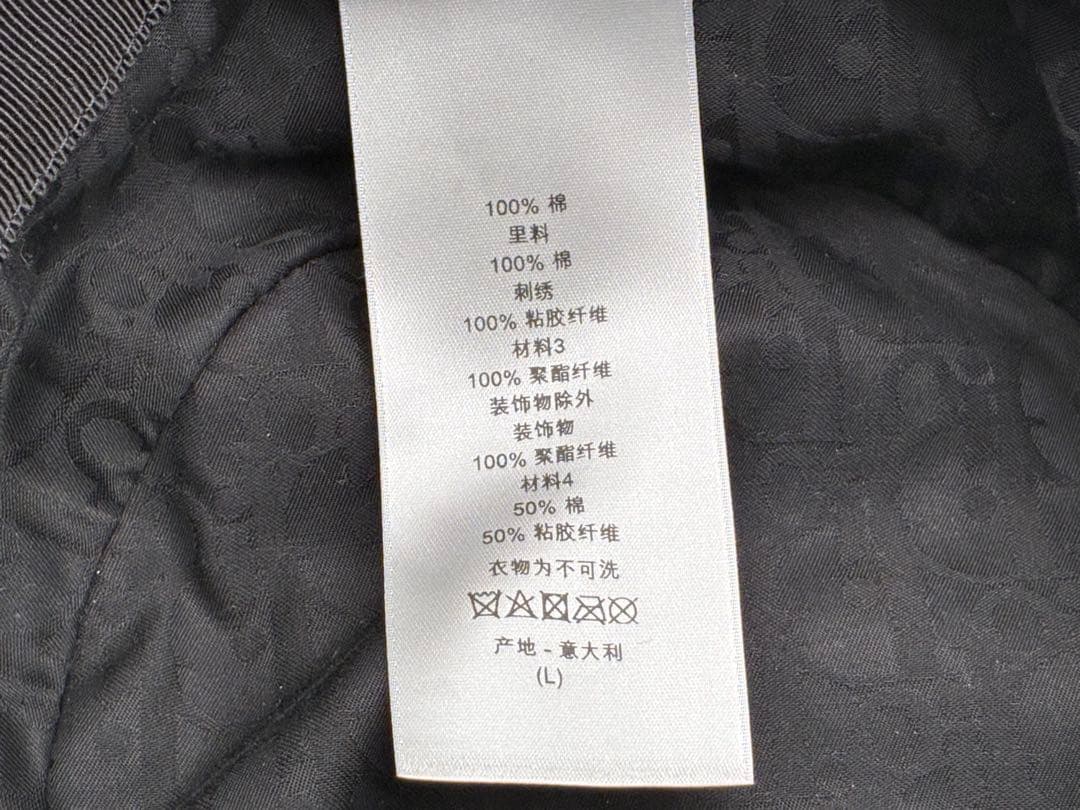 100% 棉
里料
100% 棉
刺绣
100% 粘胶纤维
材料3
100% 聚酯纤维
装饰物除外
装饰物
100% 聚酯纤维
材料4
50% 棉
50% 粘胶纤维
衣物为不可洗
产地 - 意大利
(L)